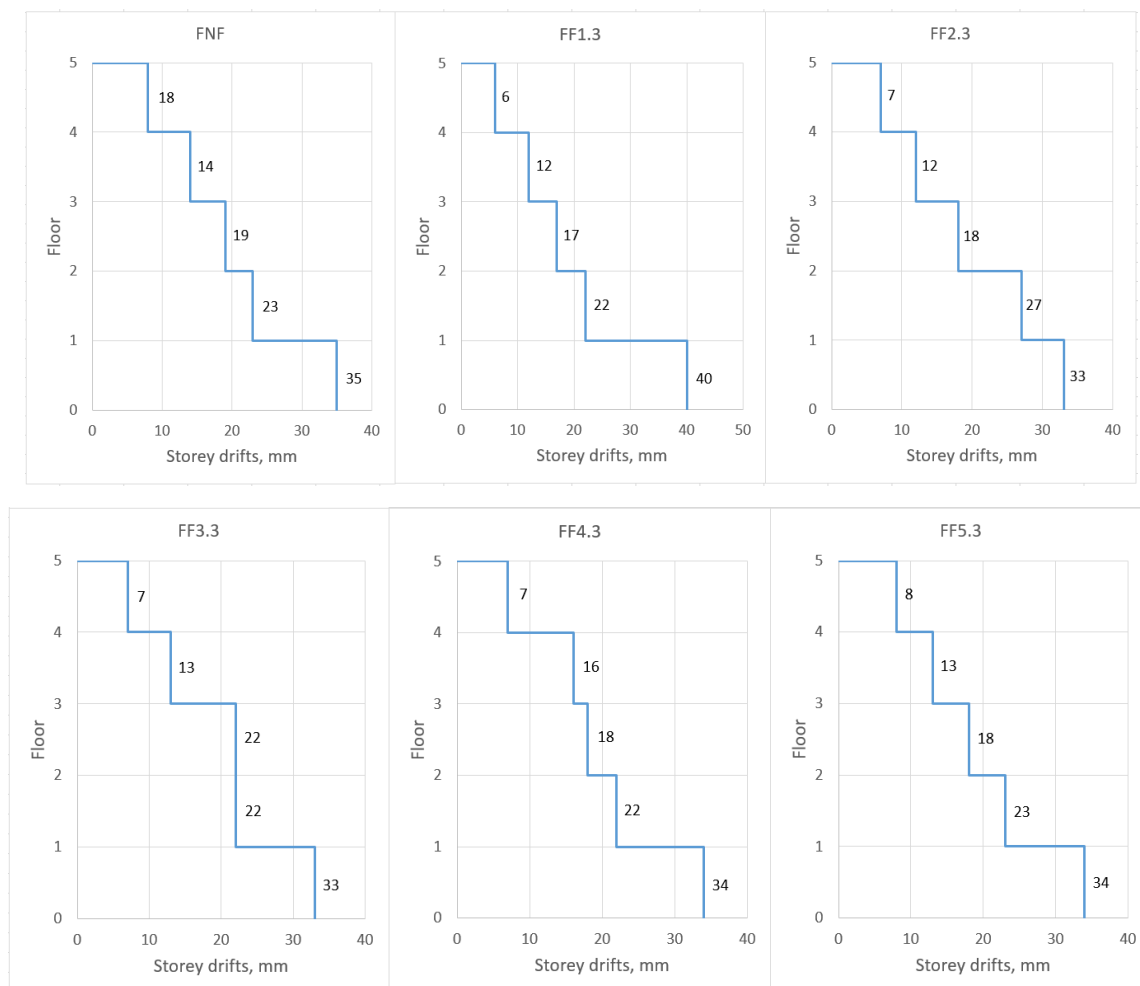 FNF
5
18
4
14
3
19
2
23
1
35
0
0 10 20 30 40
Floor
Storey drifts, mm
FF1.3
5
6
4
12
3
17
2
22
1
40
0
0 10 20 30 40 50
Floor
Storey drifts, mm
FF2.3
5
7
4
12
3
18
2
27
1
33
0
0 10 20 30 40
Floor
Storey drifts, mm
FF3.3
5
7
4
13
3
22
2
22
1
33
0
0 10 20 30 40
Floor
Storey drifts, mm
FF4.3
5
7
4
16
3
18
2
22
1
34
0
0 10 20 30 40
Floor
Storey drifts, mm
FF5.3
5
8
4
13
3
18
2
23
1
34
0
0 10 20 30 40
Floor
Storey drifts, mm